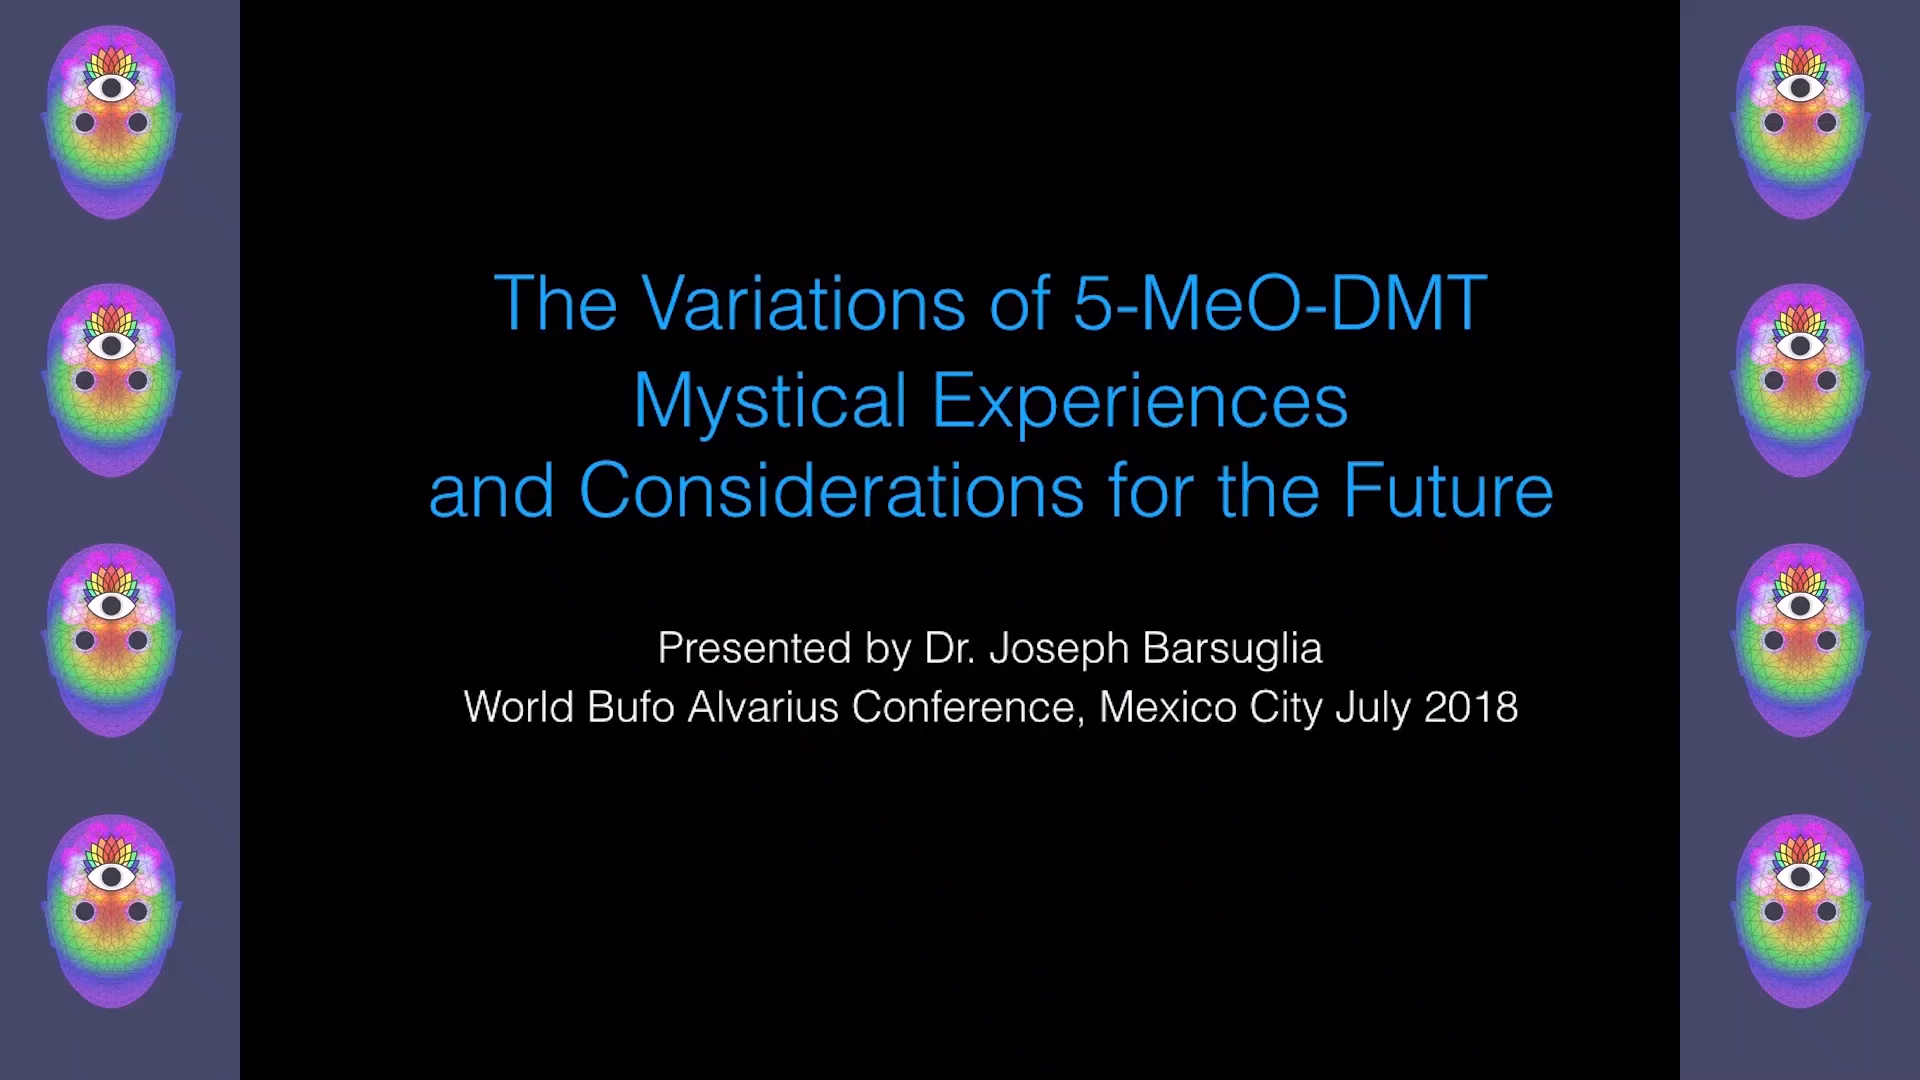 The Variations of 5-MeO-DMT
Mystical Experiences
and Considerations for the Future
Presented by Dr. Joseph Barsuglia
World Bufo Alvarius Conference, Mexico City July 2018